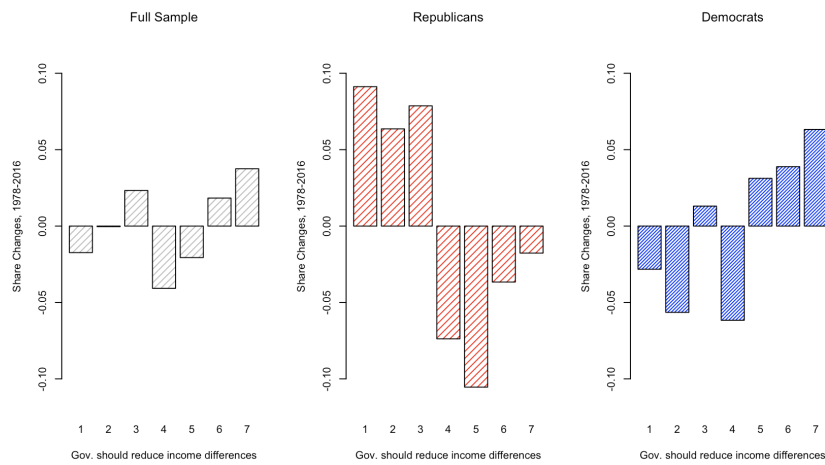 Full Sample
Republicans
Democrats
Share Changes, 1978-2016
0.10
0.05
0.00
-0.05
-0.10
1 2 3 4 5 6 7
Gov. should reduce income differences
Share Changes, 1978-2016
0.10
0.05
0.00
-0.05
-0.10
1 2 3 4 5 6 7
Gov. should reduce income differences
Share Changes, 1978-2016
0.10
0.05
0.00
-0.05
-0.10
1 2 3 4 5 6 7
Gov. should reduce income differences